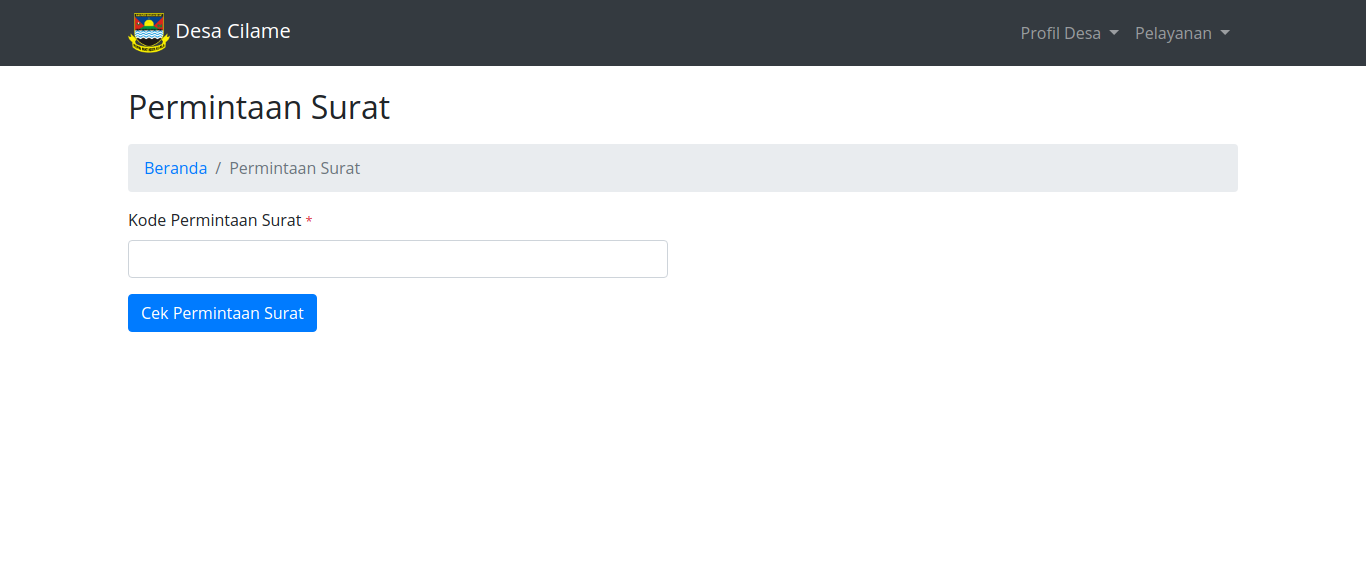 Desa Cilame
Profil Desa
Pelayanan
Permintaan Surat
Beranda / Permintaan Surat
Kode Permintaan Surat *
Cek Permintaan Surat